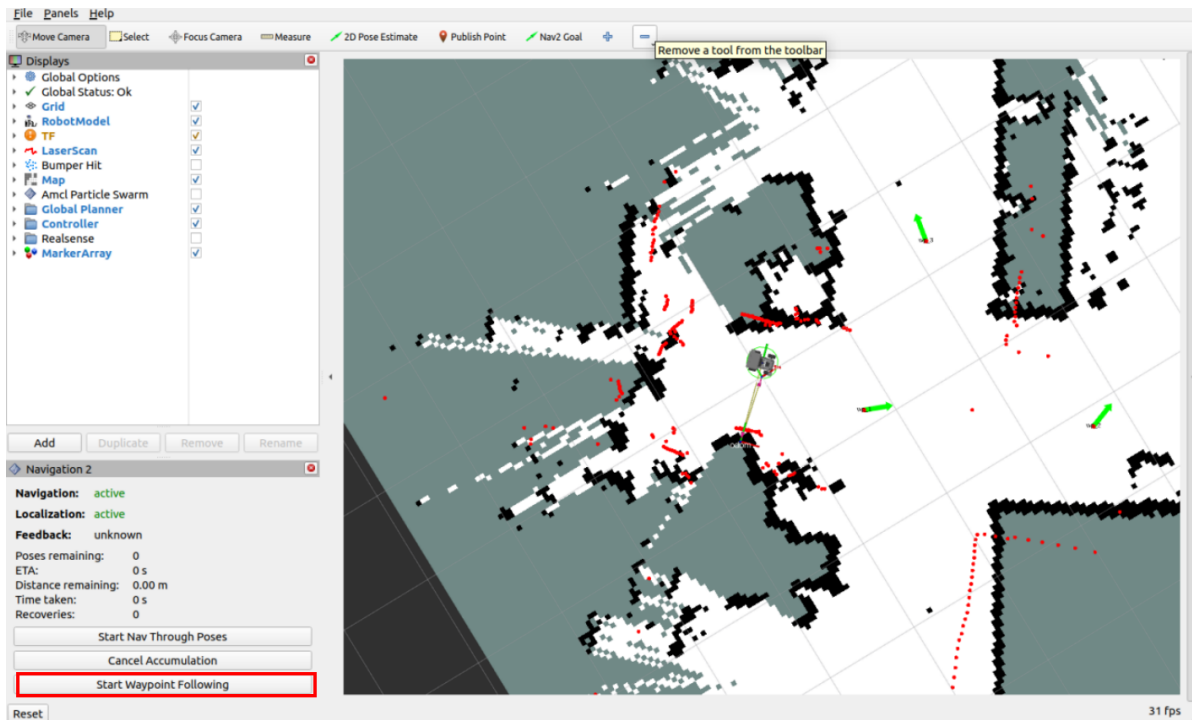 File Panels Help
Move Camera Select Focus Camera Measure 2D Pose Estimate Publish Point Nav2 Goal
Remove a tool from the toolbar
Displays
Global Options
Global Status: Ok
Grid
RobotModel
TF
LaserScan
Bumper Hit
Map
Amcl Particle Swarm
Global Planner
Controller
Realsense
MarkerArray
Add Duplicate Remove Rename
Navigation 2
Navigation: active
Localization: active
Feedback: unknown
Poses remaining: 0
ETA: 0 s
Distance remaining: 0.00 m
Time taken: 0 s
Recoveries: 0
Start Nav Through Poses
Cancel Accumulation
Start Waypoint Following
Reset
31 fps
odom